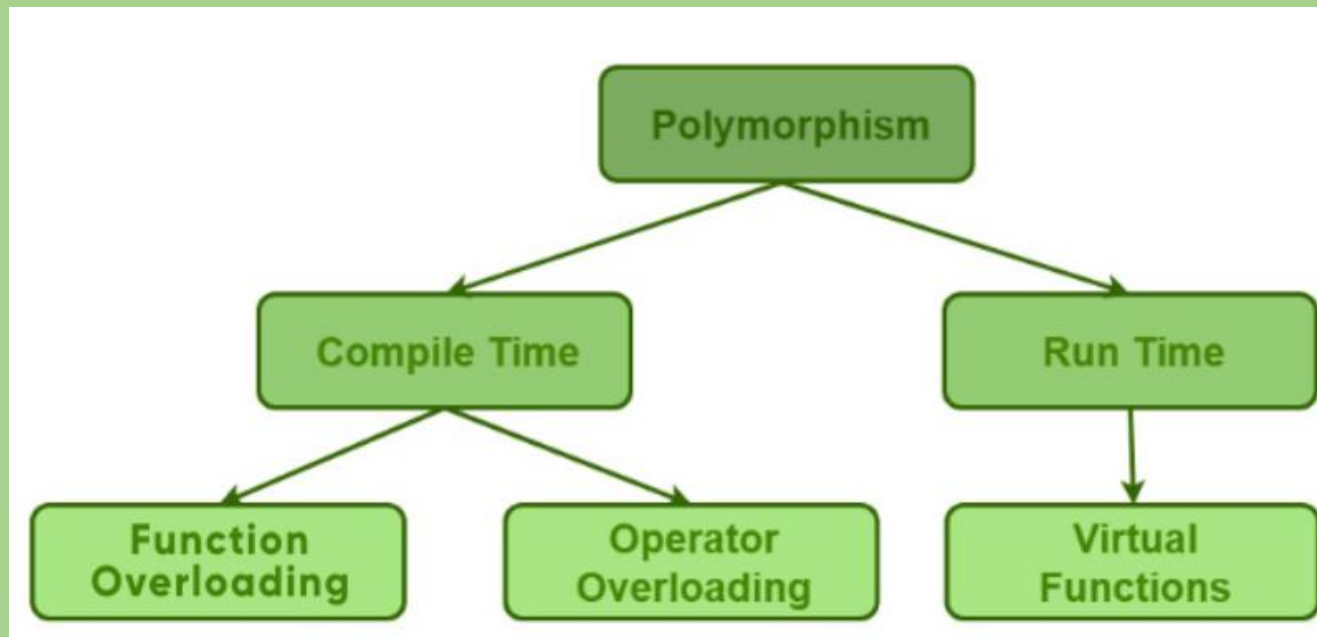 Polymorphism
Compile Time
Run Time
Function
Overloading
Operator
Overloading
Virtual
Functions